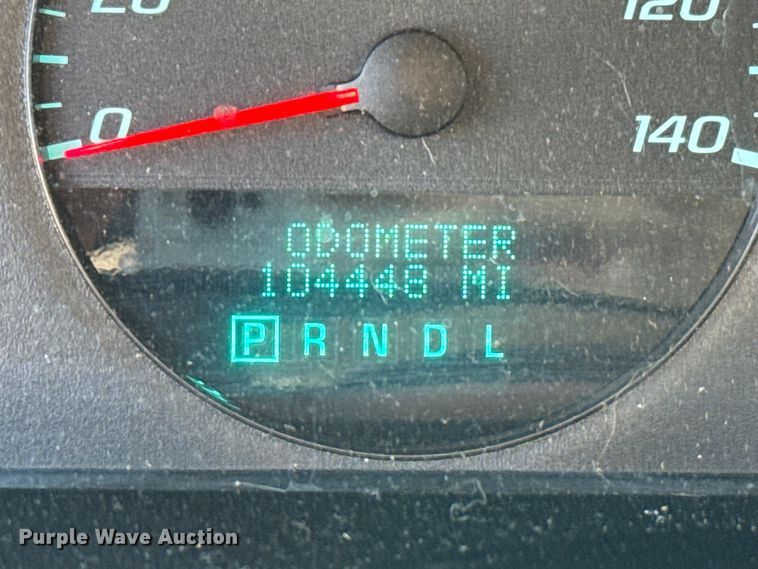 20
120
0
140
ODOMETER
104448 MI
P R N D L
Purple Wave Auction